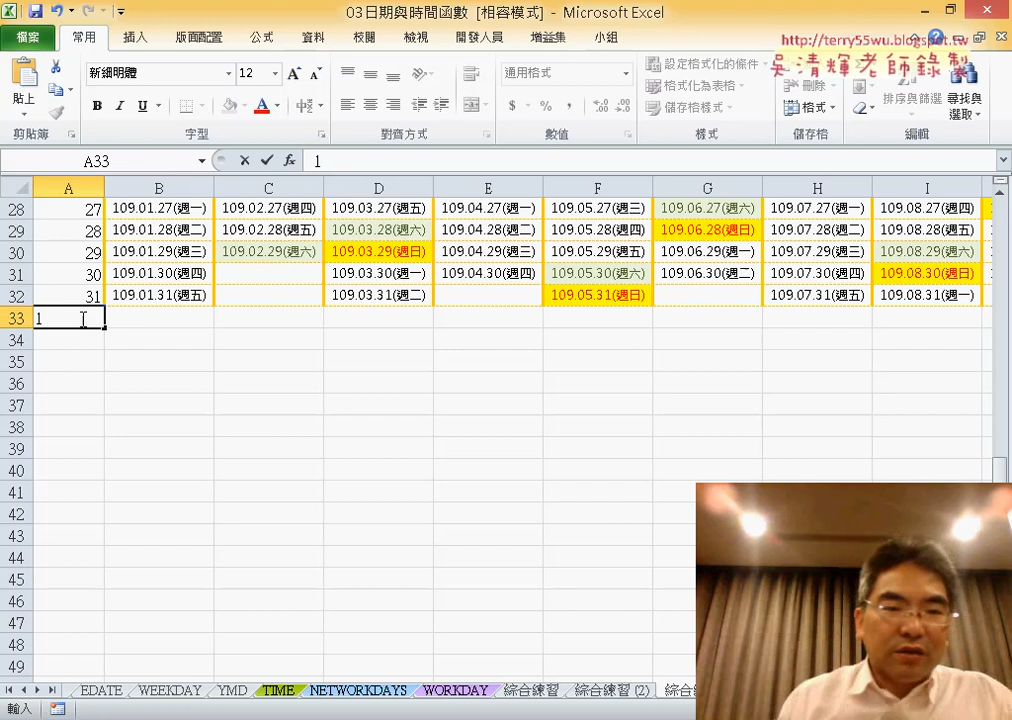 03日期與時間函數 [相容模式] - Microsoft Excel
http://terry55wu.blogspot.tw
吳清輝老師錄製
檔案 常用 插入 版面配置 公式 資料 校閱 檢視 開發人員 增益集 小組
貼上 新細明體 12 通用格式 設定格式化的條件 格式化為表格 儲存格樣式 刪除 格式 排序與篩選 尋找與選取
剪貼簿 字型 對齊方式 數值 樣式 儲存格 編輯
A33 fx 1
A B C D E F G H I
28 27 109.01.27(週一) 109.02.27(週四) 109.03.27(週五) 109.04.27(週一) 109.05.27(週三) 109.06.27(週六) 109.07.27(週一) 109.08.27(週四)
29 28 109.01.28(週二) 109.02.28(週五) 109.03.28(週六) 109.04.28(週二) 109.05.28(週四) 109.06.28(週日) 109.07.28(週二) 109.08.28(週五)
30 29 109.01.29(週三) 109.02.29(週六) 109.03.29(週日) 109.04.29(週三) 109.05.29(週五) 109.06.29(週一) 109.07.29(週三) 109.08.29(週六)
31 30 109.01.30(週四) 109.03.30(週一) 109.04.30(週四) 109.05.30(週六) 109.06.30(週二) 109.07.30(週四) 109.08.30(週日)
32 31 109.01.31(週五) 109.03.31(週二) 109.05.31(週日) 109.07.31(週五) 109.08.31(週一)
33 1
34
35
36
37
38
39
40
41
42
43
44
45
46
47
48
49
EDATE WEEKDAY YMD TIME NETWORKDAYS WORKDAY 綜合練習 綜合練習 (2) 綜合
輸入